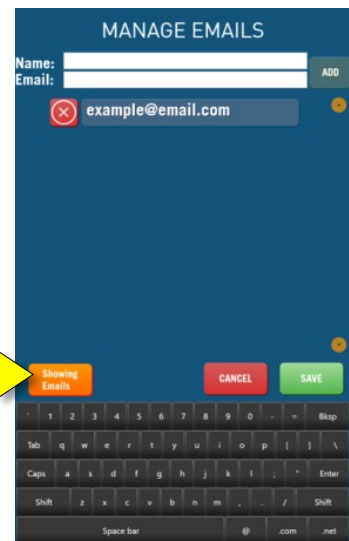 MANAGE EMAILS
Name:
Email:
ADD
example@email.com
Showing
Emails
CANCEL
SAVE
` 1 2 3 4 5 6 7 8 9 0 - = Bksp
Tab q w e r t y u i o p [ ] \
Caps a s d f g h j k l ; ' Enter
Shift z x c v b n m , . / Shift
Space bar @ .com .net